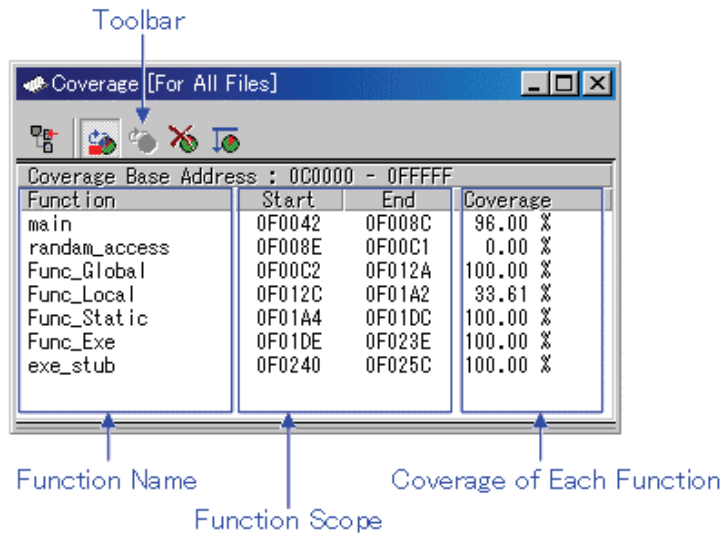 Toolbar
Coverage [For All Files]
Coverage Base Address : 0C0000 - 0FFFFF
Function Start End Coverage
main 0F0042 0F008C 96.00 %
randam_access 0F008E 0F00C1 0.00 %
Func_Global 0F00C2 0F012A 100.00 %
Func_Local 0F012C 0F01A2 33.61 %
Func_Static 0F01A4 0F01DC 100.00 %
Func_Exe 0F01DE 0F023E 100.00 %
exe_stub 0F0240 0F025C 100.00 %
Function Name
Coverage of Each Function
Function Scope